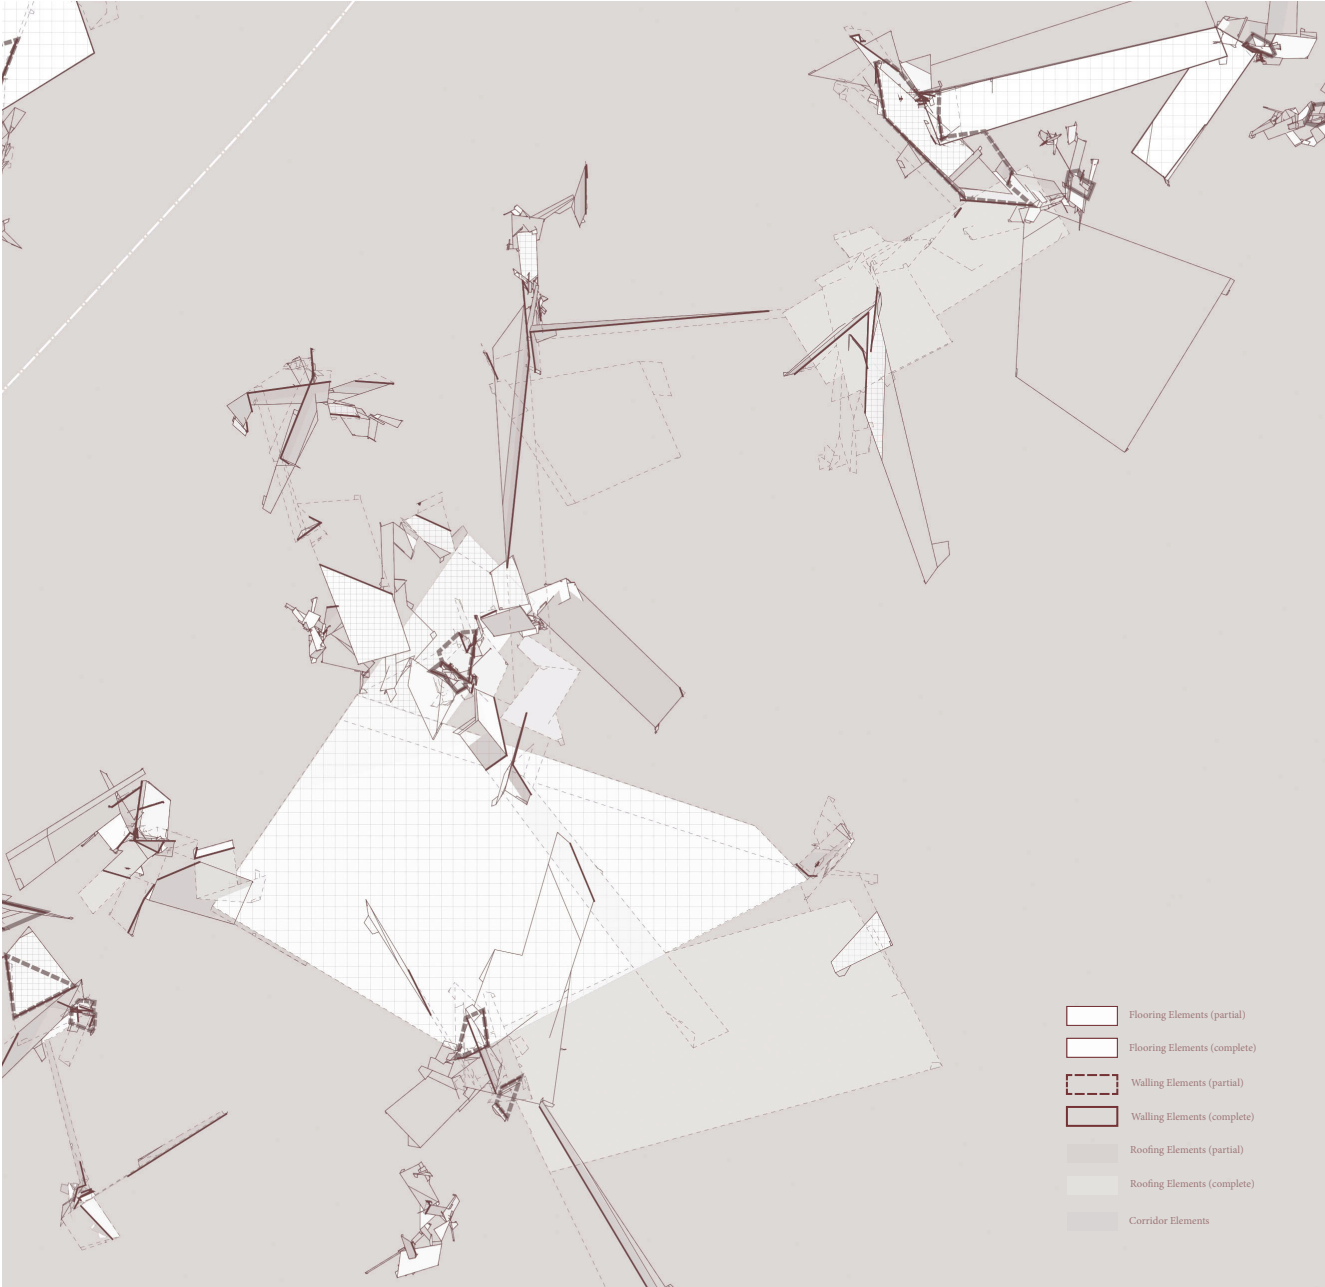 Flooring Elements (partial)
Flooring Elements (complete)
Walling Elements (partial)
Walling Elements (complete)
Roofing Elements (partial)
Roofing Elements (complete)
Corridor Elements